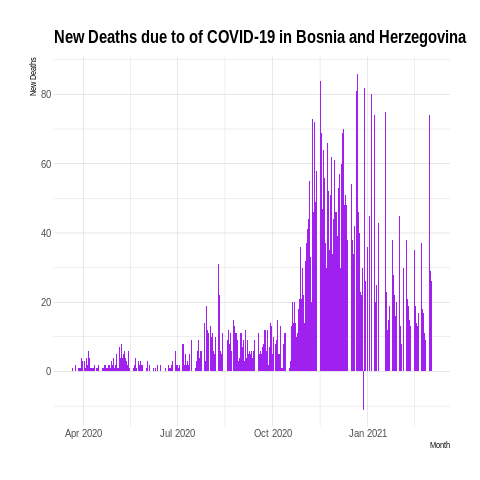 New Deaths due to of COVID-19 in Bosnia and Herzegovina
New Deaths
80
60
40
20
0
Apr 2020 Jul 2020 Oct 2020 Jan 2021
Month